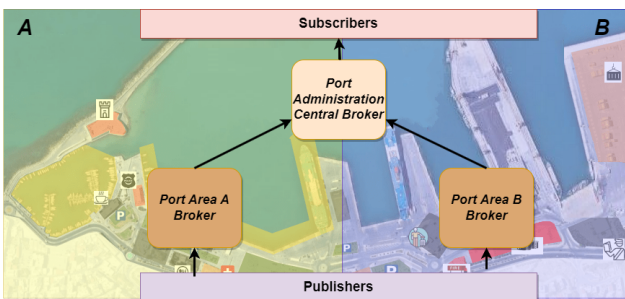 A
Subscribers
B
Port
Administration
Central Broker
Port Area A
Broker
Port Area B
Broker
P
P
Publishers